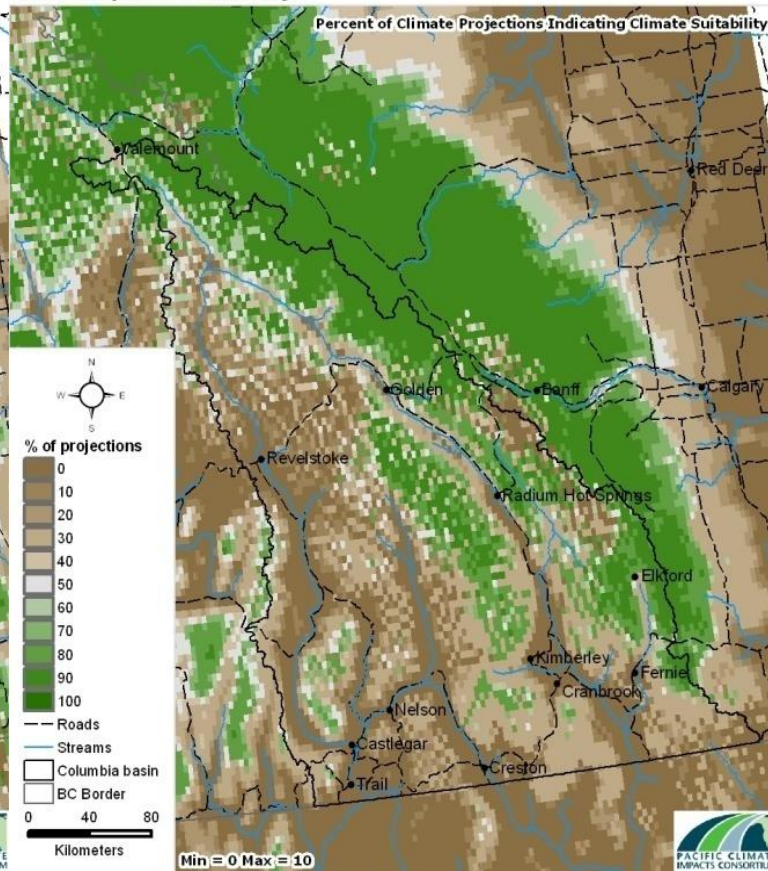 Percent of Climate Projections Indicating Climate Suitability
Valemount
Red Deer
Golden
Banff
Calgary
Revelstoke
Radium Hot Springs
Elkford
Kimberley
Cranbrook
Fernie
Nelson
Castlegar
Creston
Trail
N
W
E
S
% of projections
0
10
20
30
40
50
60
70
80
90
100
Roads
Streams
Columbia basin
BC Border
0 40 80
Kilometers
Min = 0 Max = 10
PACIFIC CLIMAT
IMPACTS CONSORTIU